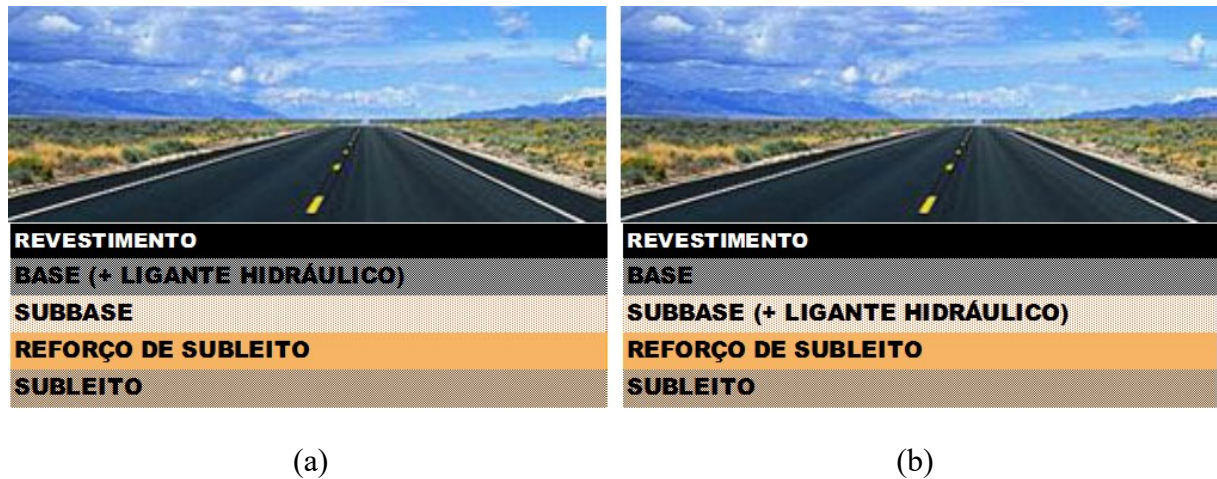 REVESTIMENTO
BASE (+ LIGANTE HIDRÁULICO)
SUBBASE
REFORÇO DE SUBLEITO
SUBLEITO
(a)
REVESTIMENTO
BASE
SUBBASE (+ LIGANTE HIDRÁULICO)
REFORÇO DE SUBLEITO
SUBLEITO
(b)